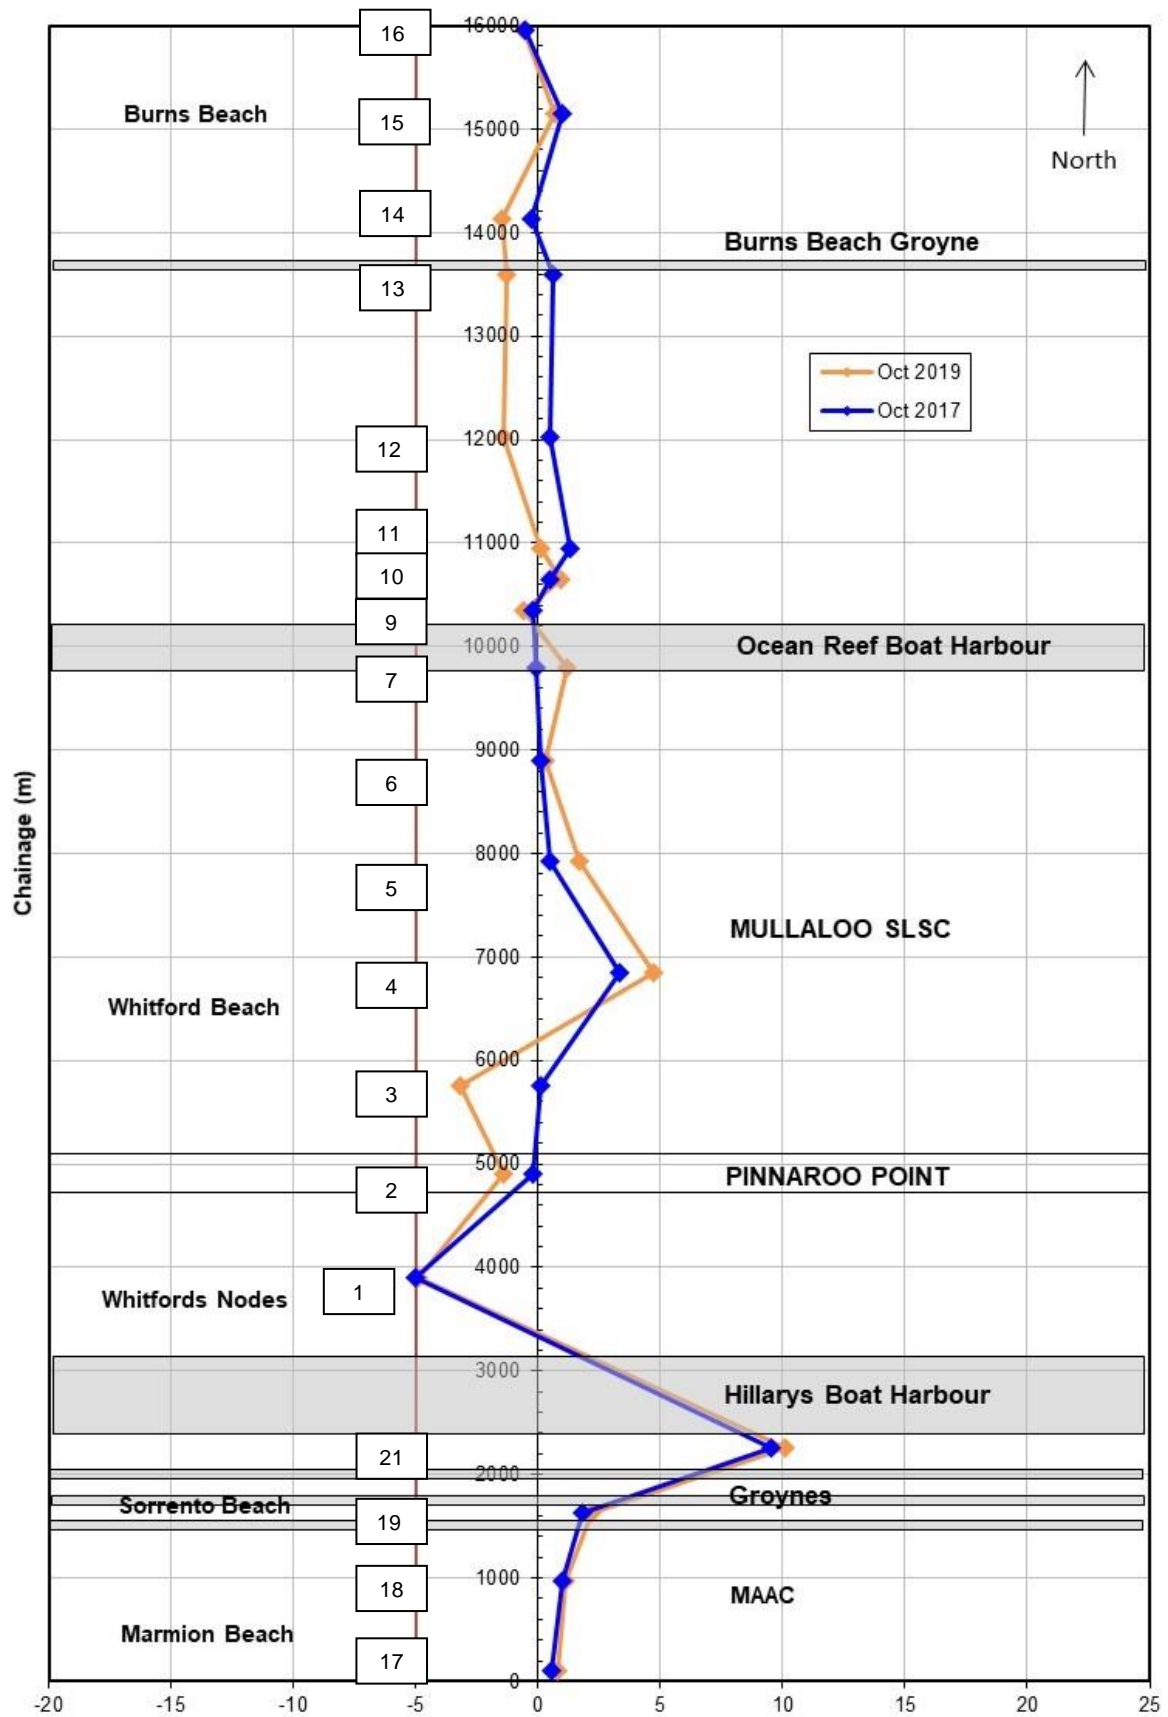 16000
16
Burns Beach
15
15000
North
14
14000
Burns Beach Groyne
13
13000
Oct 2019
Oct 2017
12
12000
11
11000
10
9
10000
Ocean Reef Boat Harbour
7
9000
6
8000
5
Chainage (m)
MULLALOO SLSC
7000
4
Whitford Beach
6000
3
5000
PINNAROO POINT
2
4000
1
Whitfords Nodes
3000
Hillarys Boat Harbour
21
2000
Groynes
Sorrento Beach
19
1000
18
MAAC
Marmion Beach
17
0
-20 -15 -10 -5 0 5 10 15 20 25